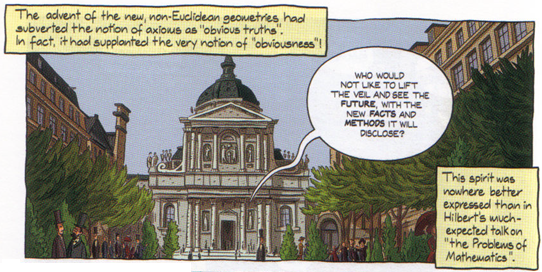 The advent of the new, non-Euclidean geometries, had
subverted the notion of axioms as "obvious truths".
In fact, it had supplanted the very notion of "obviousness"!
WHO WOULD
NOT LIKE TO LIFT
THE VEIL AND SEE THE
FUTURE, WITH THE
NEW FACTS AND
METHODS IT WILL
DISCLOSE?
This spirit was
nowhere better
expressed than in
Hilbert's much-
expected talk on
"the Problems of
Mathematics".